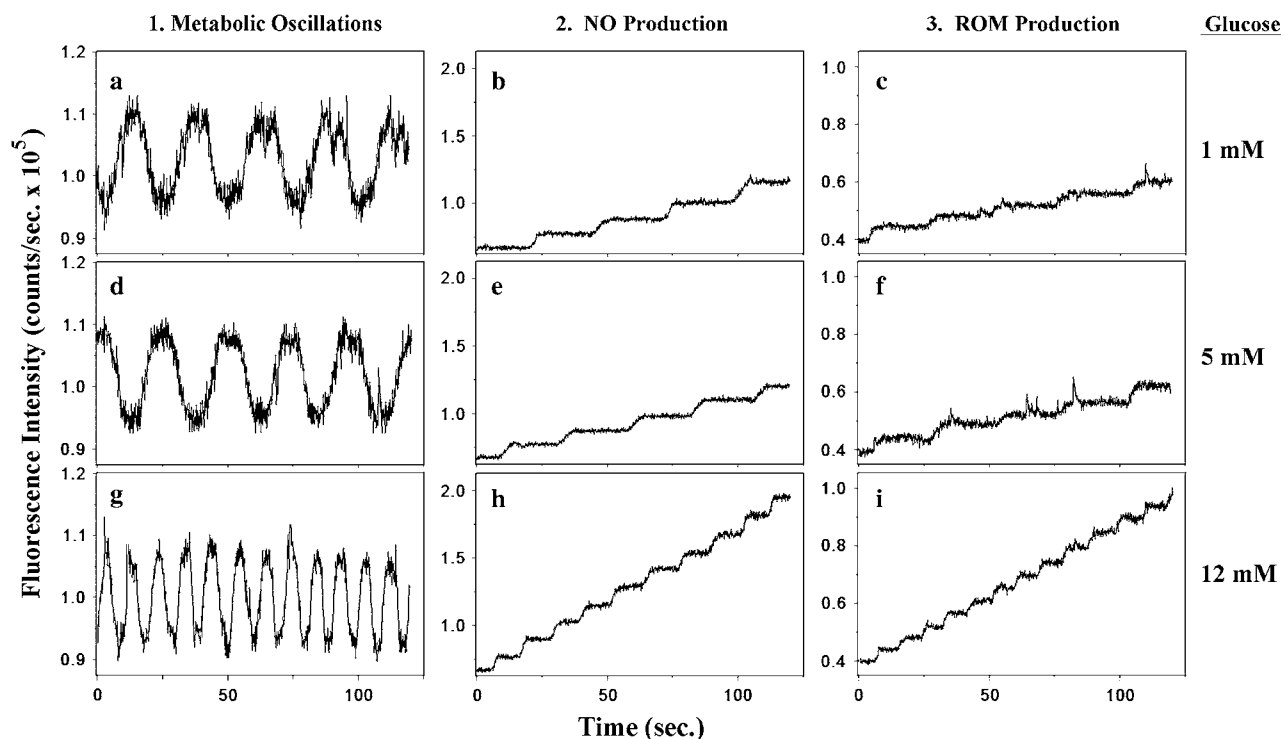 1. Metabolic Oscillations
2. NO Production
3. ROM Production
Glucose
Fluorescence Intensity (counts/sec. x 10⁵)
a
1.2
1.1
1.0
0.9
b
2.0
1.5
1.0
c
1.0
0.8
0.6
0.4
1 mM
d
1.2
1.1
1.0
0.9
e
2.0
1.5
1.0
f
1.0
0.8
0.6
0.4
5 mM
g
1.2
1.1
1.0
0.9
h
2.0
1.5
1.0
i
1.0
0.8
0.6
0.4
12 mM
0 50 100
0 50 100
0 50 100
Time (sec.)